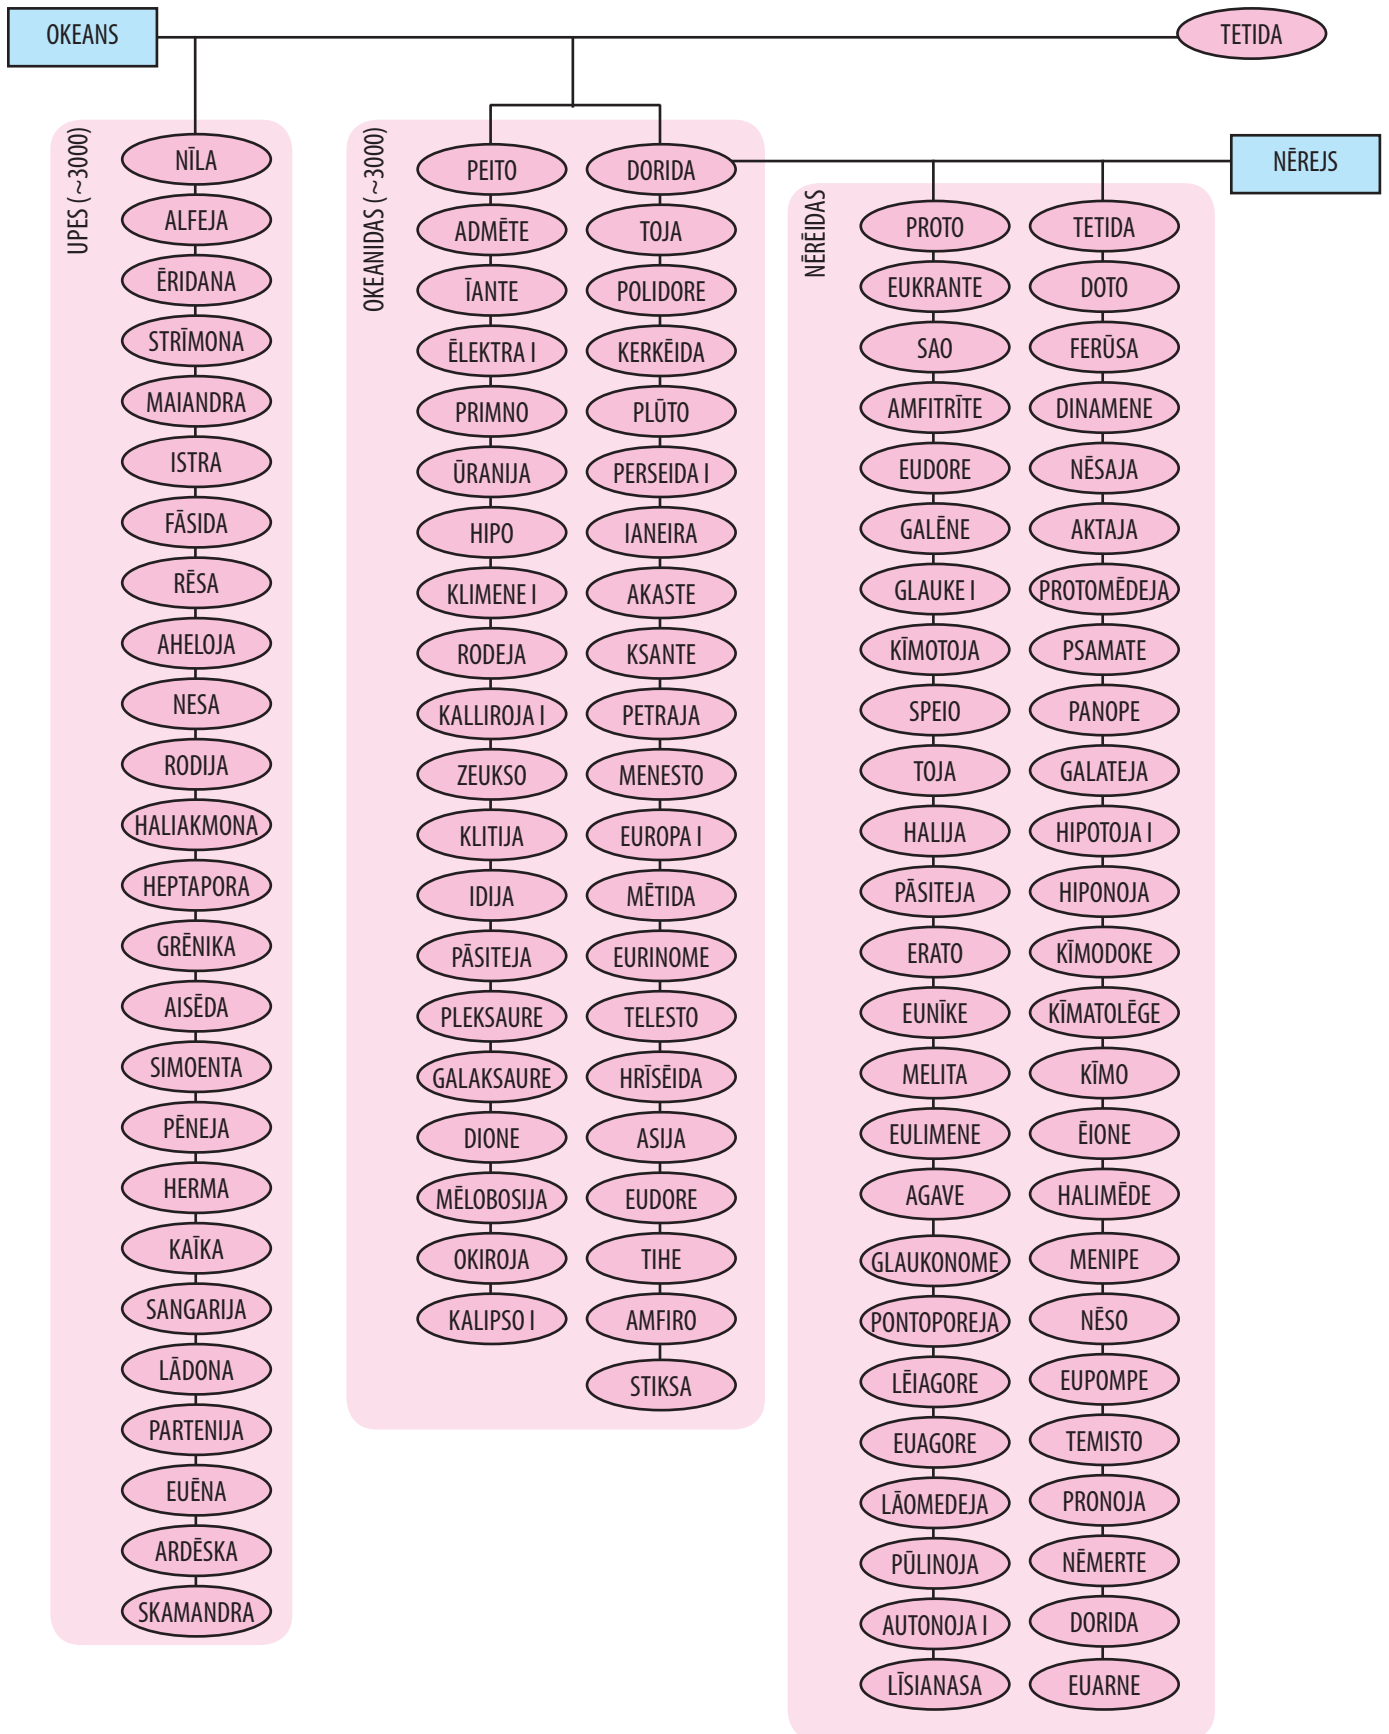 OKEANS
TETIDA
UPES (~3000)
NĪLA
ALFEJA
ĒRIDANA
STRĪMONA
MAIANDRA
ISTRA
FĀSIDA
RĒSA
AHELOJA
NESA
RODIJA
HALIAKMONA
HEPTAPORA
GRĒNIKA
AISĒDA
SIMOENTA
PĒNEJA
HERMA
KAĪKA
SANGARIJA
LĀDONA
PARTENIJA
EUĒNA
ARDĒSKA
SKAMANDRA
OKEANIDAS (~3000)
PEITO
ADMĒTE
ĪANTE
ĒLEKTRA I
PRIMNO
ŪRANIJA
HIPO
KLIMENE I
RODEJA
KALLIROJA I
ZEUKSO
KLITIJA
IDIJA
PĀSITEJA
PLEKSAURE
GALAKSAURE
DIONE
MĒLOBOSIJA
OKIROJA
KALIPSO I
DORIDA
TOJA
POLIDORE
KERKĒIDA
PLŪTO
PERSEIDA I
IANEIRA
AKASTE
KSANTE
PETRAJA
MENESTO
EUROPA I
MĒTIDA
EURINOME
TELESTO
HRĪSĒIDA
ASIJA
EUDORE
TIHE
AMFIRO
STIKSA
NĒREJS
NĒRĒIDAS
PROTO
EUKRANTE
SAO
AMFITRĪTE
EUDORE
GALĒNE
GLAUKE I
KĪMOTOJA
SPEIO
TOJA
HALIJA
PĀSITEJA
ERATO
EUNĪKE
MELITA
EULIMENE
AGAVE
GLAUKONOME
PONTOPOREJA
LĒIAGORE
EUAGORE
LĀOMEDEJA
PŪLINOJA
AUTONOJA I
LĪSIANASA
TETIDA
DOTO
FERŪSA
DINAMENE
NĒSAJA
AKTAJA
PROTOMĒDEJA
PSAMATE
PANOPE
GALATEJA
HIPOTOJA I
HIPONOJA
KĪMODOKE
KĪMATOLĒGE
KĪMO
ĒIONE
HALIMĒDE
MENIPE
NĒSO
EUPOMPE
TEMISTO
PRONOJA
NĒMERTE
DORIDA
EUARNE